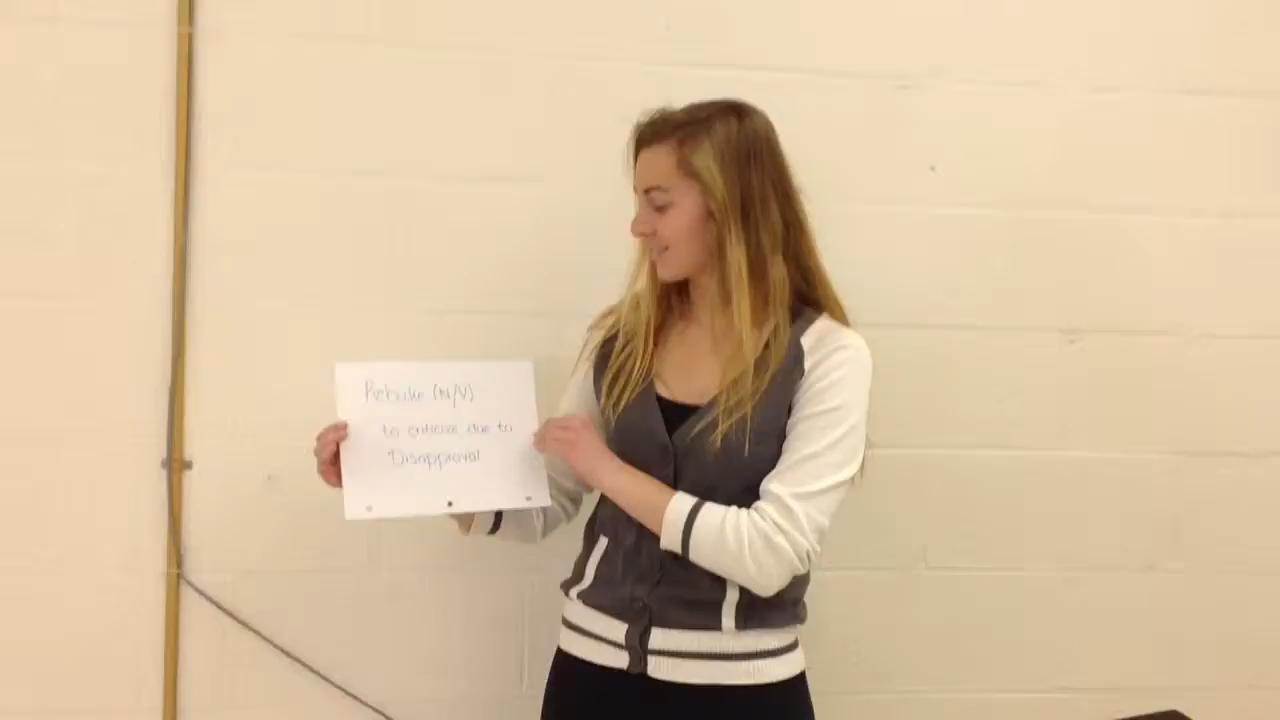 Rebuke (N/V)
to criticize due to
Disapproval